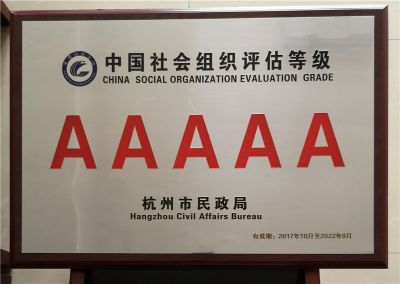 中国社会组织评估等级
CHINA SOCIAL ORGANIZATION EVALUATION GRADE
AAAAA
杭州市民政局
Hangzhou Civil Affairs Bureau
有效期：2017年10月至2022年9月